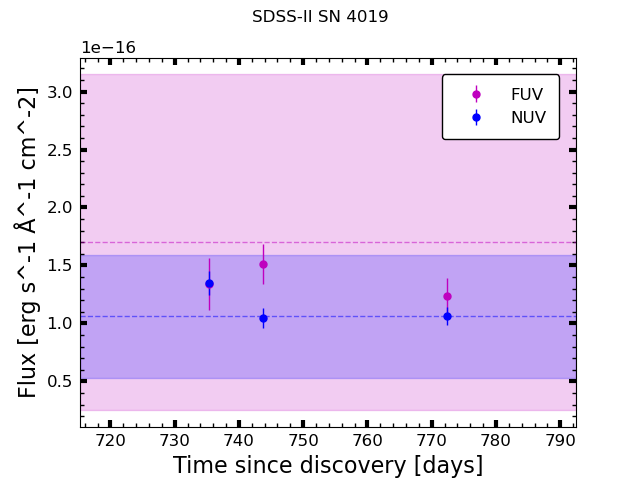 SDSS-II SN 4019
1e−16
FUV
NUV
3.0
2.5
2.0
1.5
1.0
0.5
Flux [erg s^-1 Å^-1 cm^-2]
720 730 740 750 760 770 780 790
Time since discovery [days]